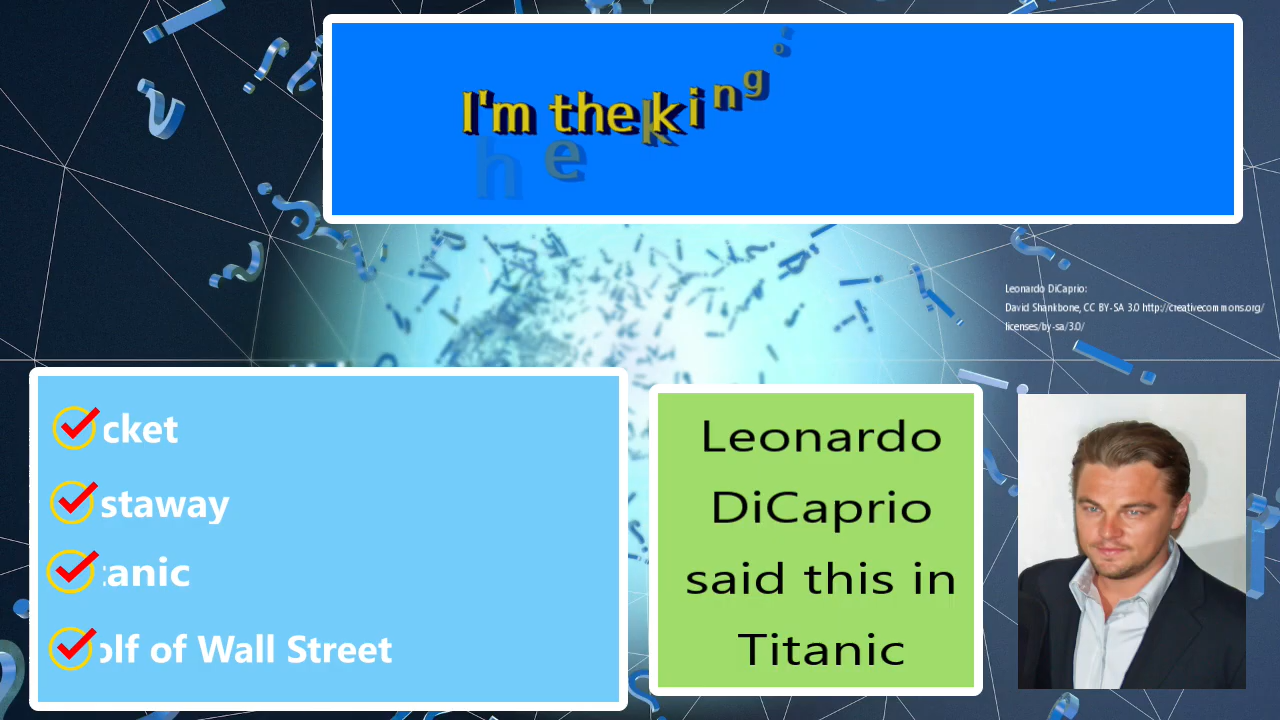 I'm the king o
he
Leonardo DiCaprio:
David Shankbone, CC BY-SA 3.0 http://creativecommons.org/
licenses/by-sa/3.0/
cket
staway
tanic
olf of Wall Street
Leonardo
DiCaprio
said this in
Titanic